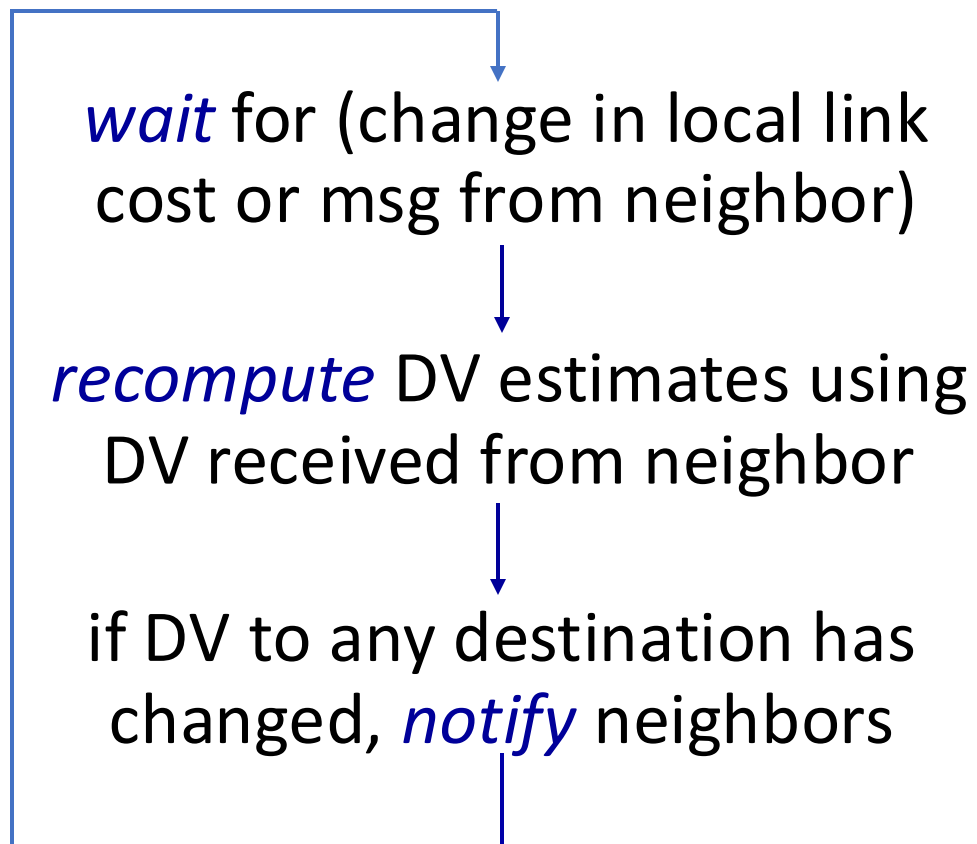 wait for (change in local link
cost or msg from neighbor)
recompute DV estimates using
DV received from neighbor
if DV to any destination has
changed, notify neighbors